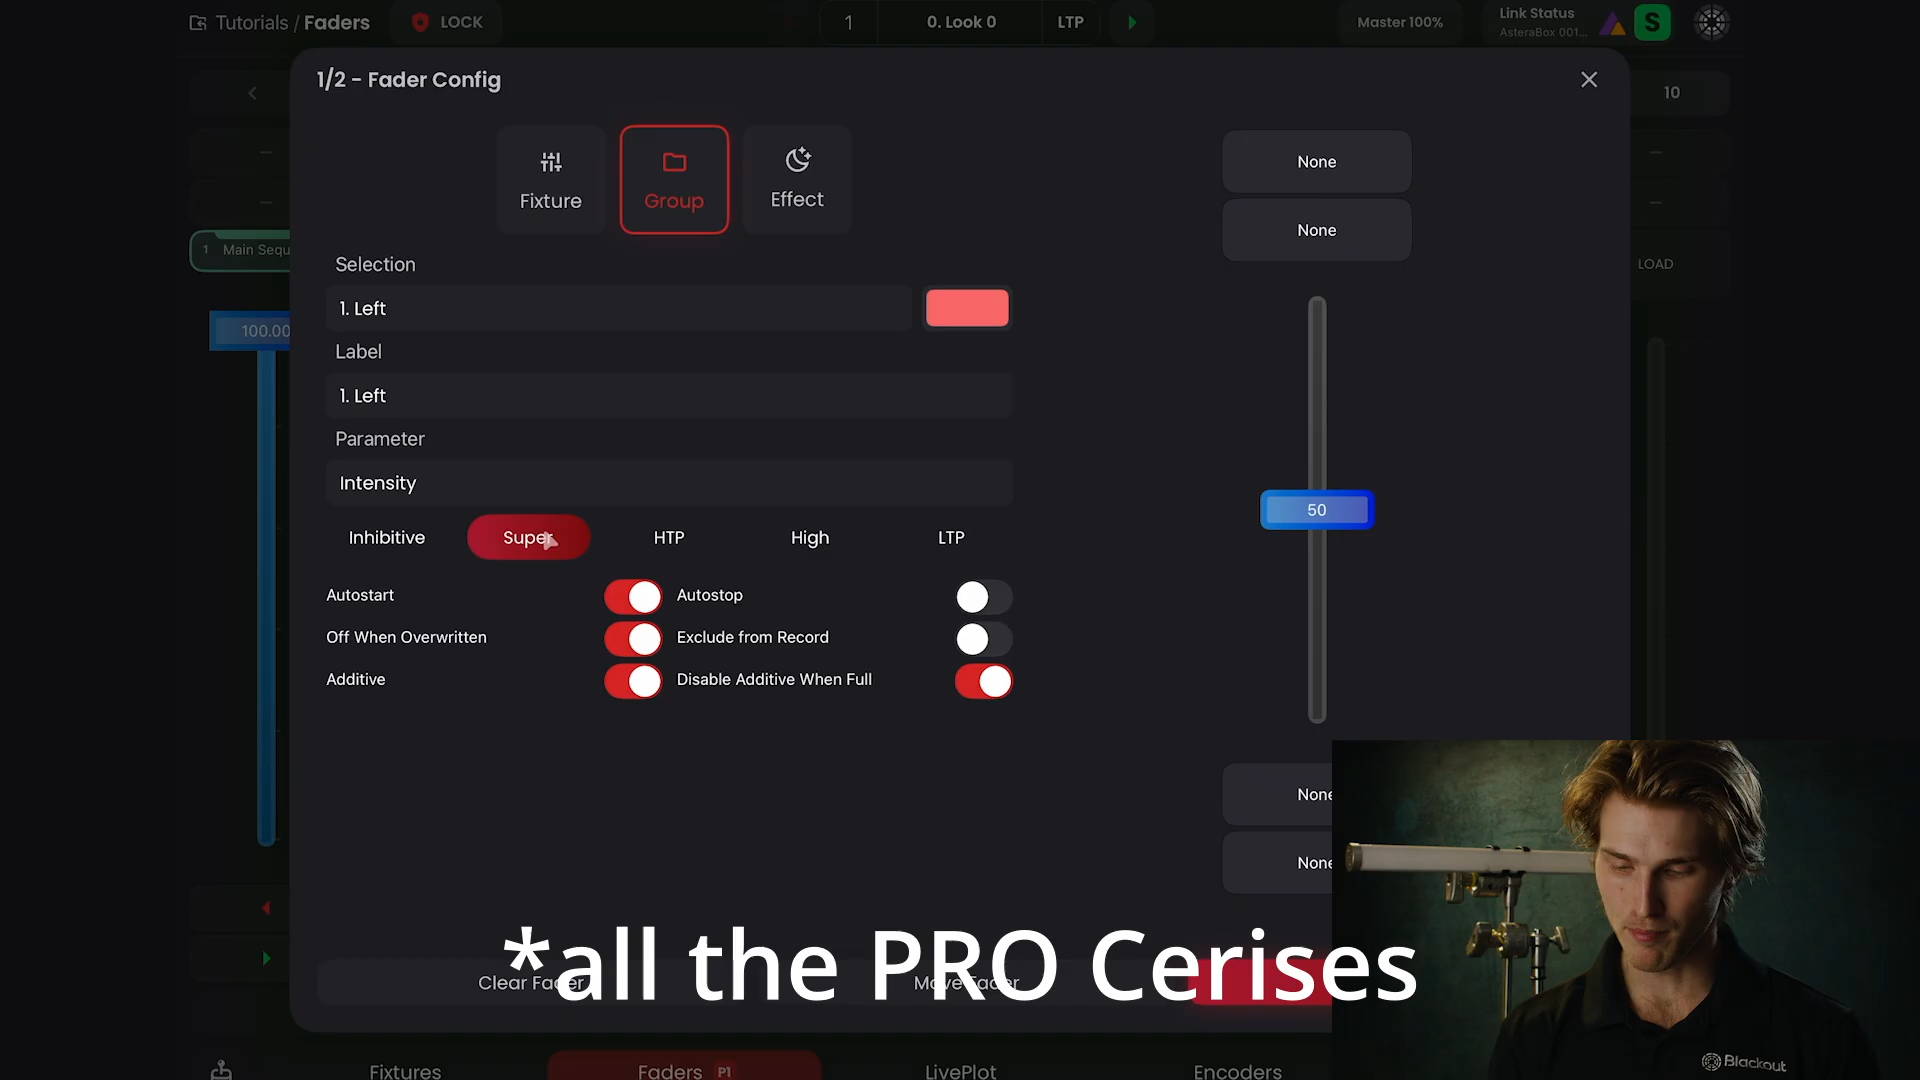 Tutorials / Faders
LOCK
1
0. Look 0
LTP
Master 100%
Link Status
AsteraBox 001...
S
1/2 - Fader Config
10
Fixture
Group
Effect
None
None
1 Main Sequ
LOAD
Selection
1. Left
Label
1. Left
100.00
Parameter
Intensity
50
Inhibitive
Super
HTP
High
LTP
Autostart
Autostop
Off When Overwritten
Exclude from Record
Additive
Disable Additive When Full
None
None
*all the PRO Cerises
Clear Fader
Move Fader
Fixtures
Faders P1
LivePlot
Encoders
Blackout